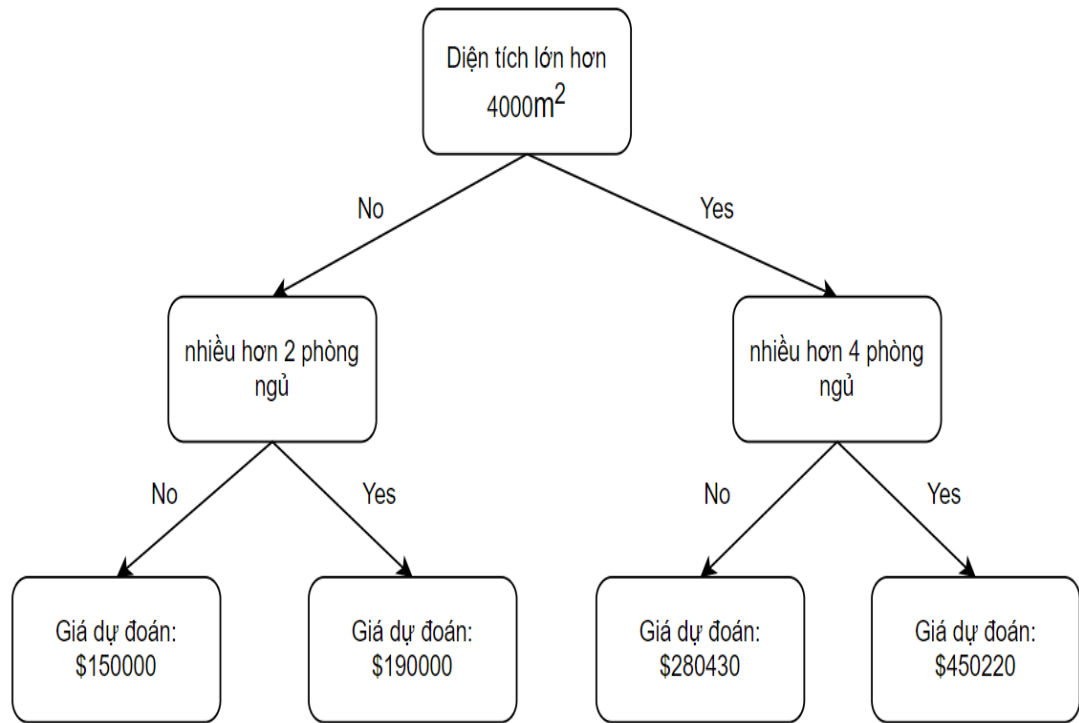 Diện tích lớn hơn
4000m²
No
Yes
nhiều hơn 2 phòng
ngủ
nhiều hơn 4 phòng
ngủ
No
Yes
No
Yes
Giá dự đoán:
$150000
Giá dự đoán:
$190000
Giá dự đoán:
$280430
Giá dự đoán:
$450220